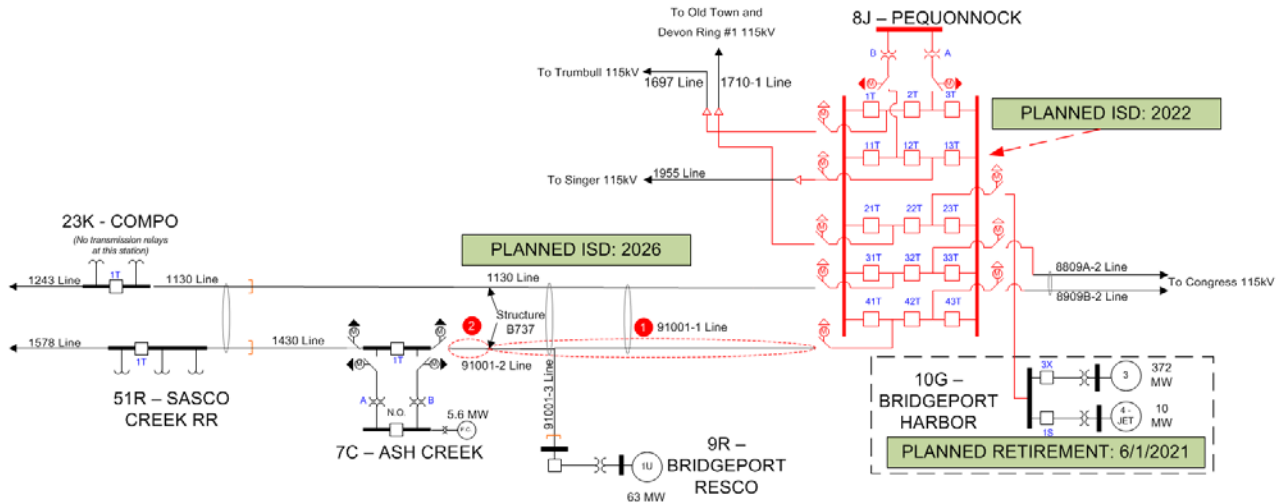 To Old Town and
Devon Ring #1 115kV
8J – PEQUONNOCK
B
A
M
M
To Trumbull 115kV
1697 Line
1710-1 Line
1T
2T
3T
M
PLANNED ISD: 2022
11T
12T
13T
M
To Singer 115kV
1955 Line
M
21T
22T
23T
M
23K - COMPO
(No transmission relays
at this station)
PLANNED ISD: 2026
1T
1243 Line
1130 Line
1130 Line
M
31T
32T
33T
M
8809A-2 Line
To Congress 115kV
8909B-2 Line
Structure
B737
41T
42T
43T
2
1
91001-1 Line
M
M
M
1578 Line
1T
1430 Line
1T
M
M
91001-2 Line
91001-3 Line
51R – SASCO
CREEK RR
A
N.O.
B
5.6 MW
F.C.
7C – ASH CREEK
10G –
BRIDGEPORT
HARBOR
3X
3
372
MW
1S
4 -
JET
10
MW
PLANNED RETIREMENT: 6/1/2021
9R –
BRIDGEPORT
RESCO
1U
63 MW